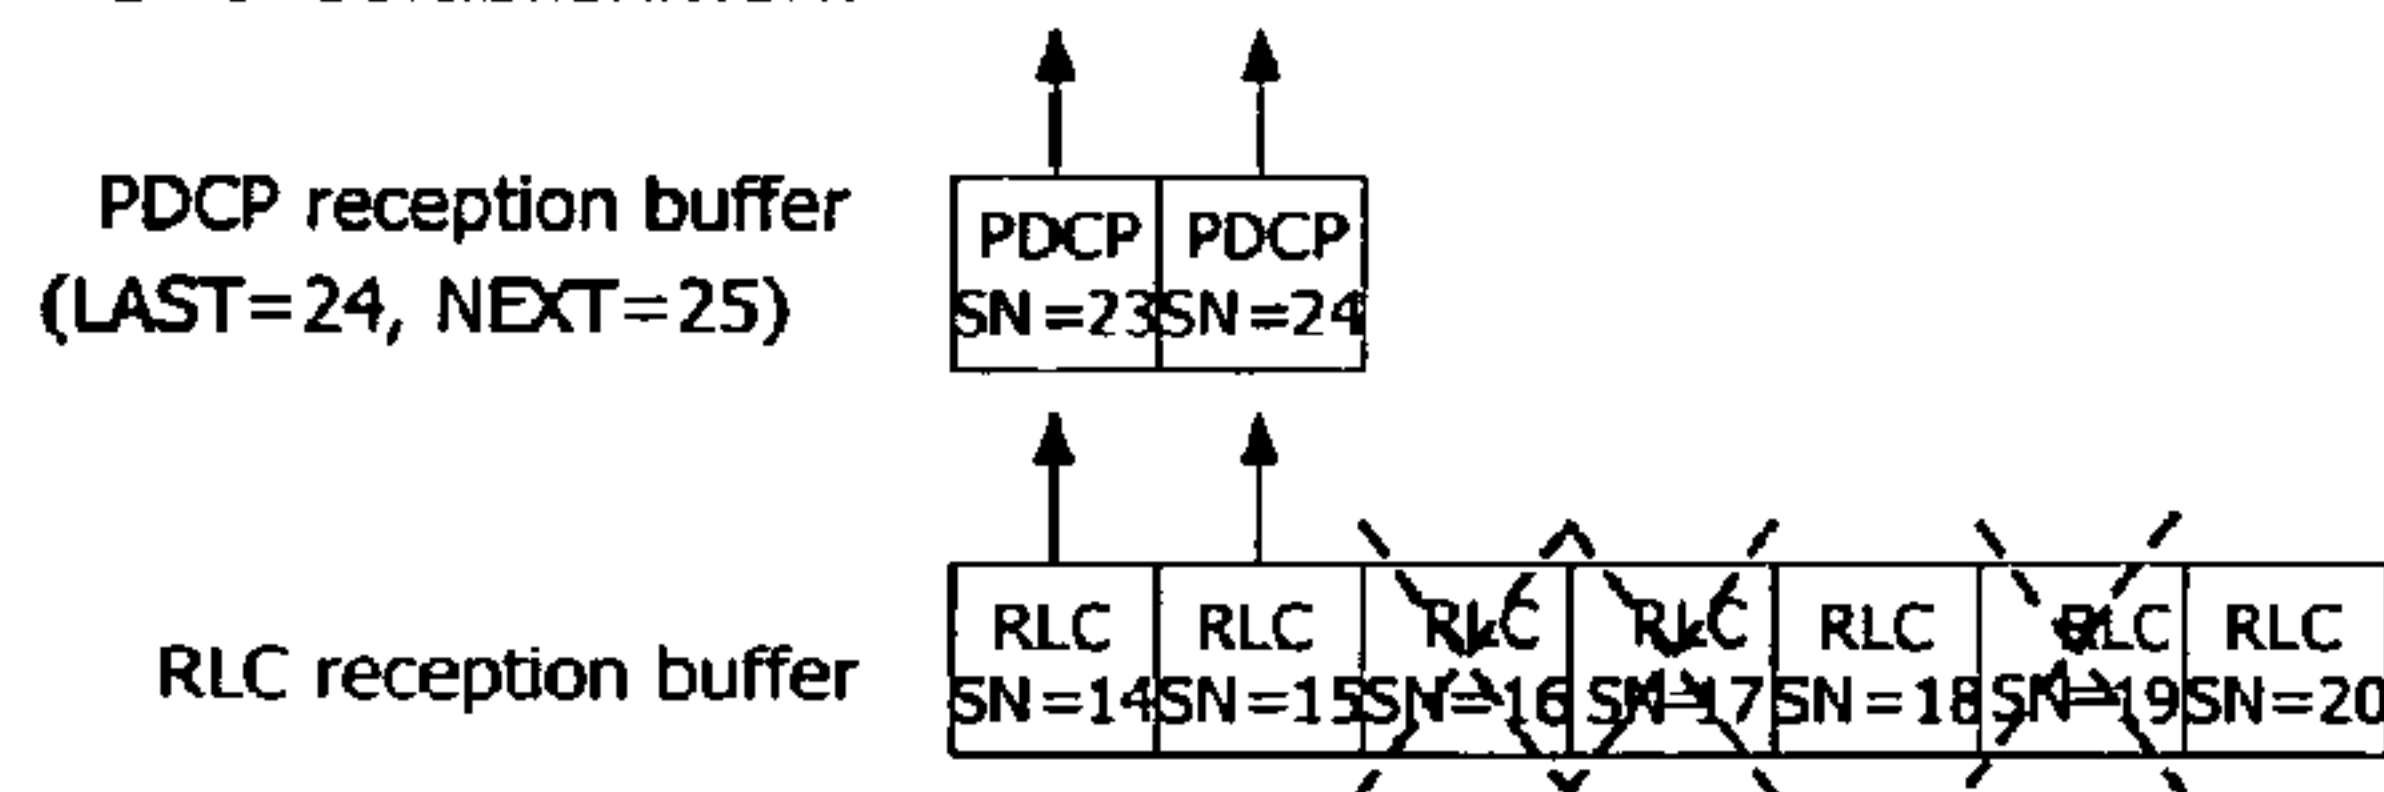 PDCP reception buffer
(LAST=24, NEXT=25)
PDCP PDCP
SN=23 SN=24
RLC reception buffer
RLC RLC RLC RLC RLC RLC RLC
SN=14 SN=15 SN=16 SN=17 SN=18 SN=19 SN=20